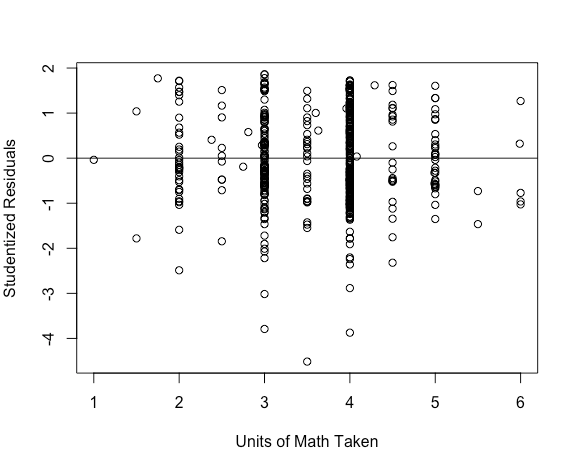 Studentized Residuals
2
1
0
-1
-2
-3
-4
1 2 3 4 5 6
Units of Math Taken